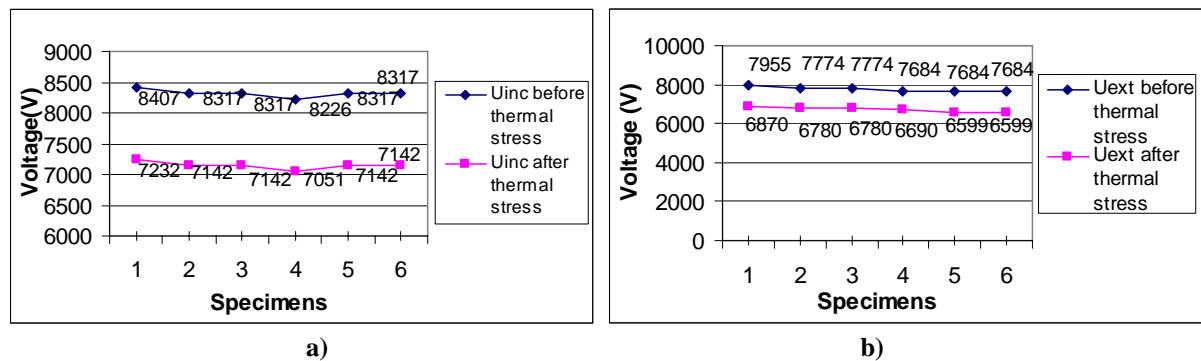 9000
8500
8000
7500
7000
6500
6000
Voltage(V)
8407 8317 8317 8226 8317 8317
7232 7142 7142 7051 7142 7142
1 2 3 4 5 6
Specimens
Uinc before thermal stress
Uinc after thermal stress
a)
10000
8000
6000
4000
2000
0
Voltage (V)
7955 7774 7774 7684 7684 7684
6870 6780 6780 6690 6599 6599
1 2 3 4 5 6
Specimens
Uext before thermal stress
Uext after thermal stress
b)